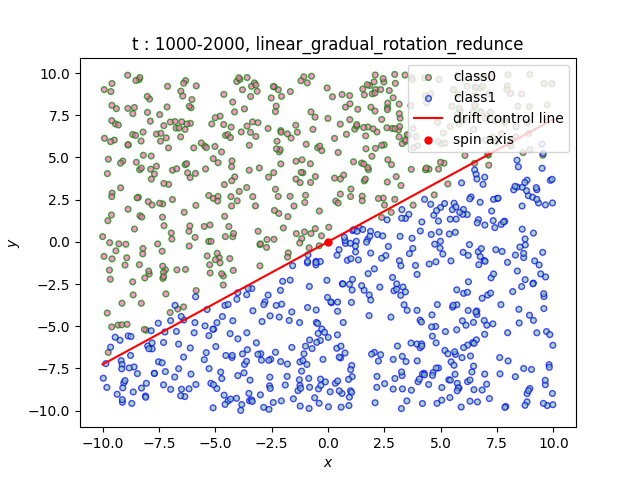 t : 1000-2000, linear_gradual_rotation_redunce
class0
class1
drift control line
spin axis
10.0
7.5
5.0
2.5
0.0
−2.5
−5.0
−7.5
−10.0
y
−10.0 −7.5 −5.0 −2.5 0.0 2.5 5.0 7.5 10.0
x